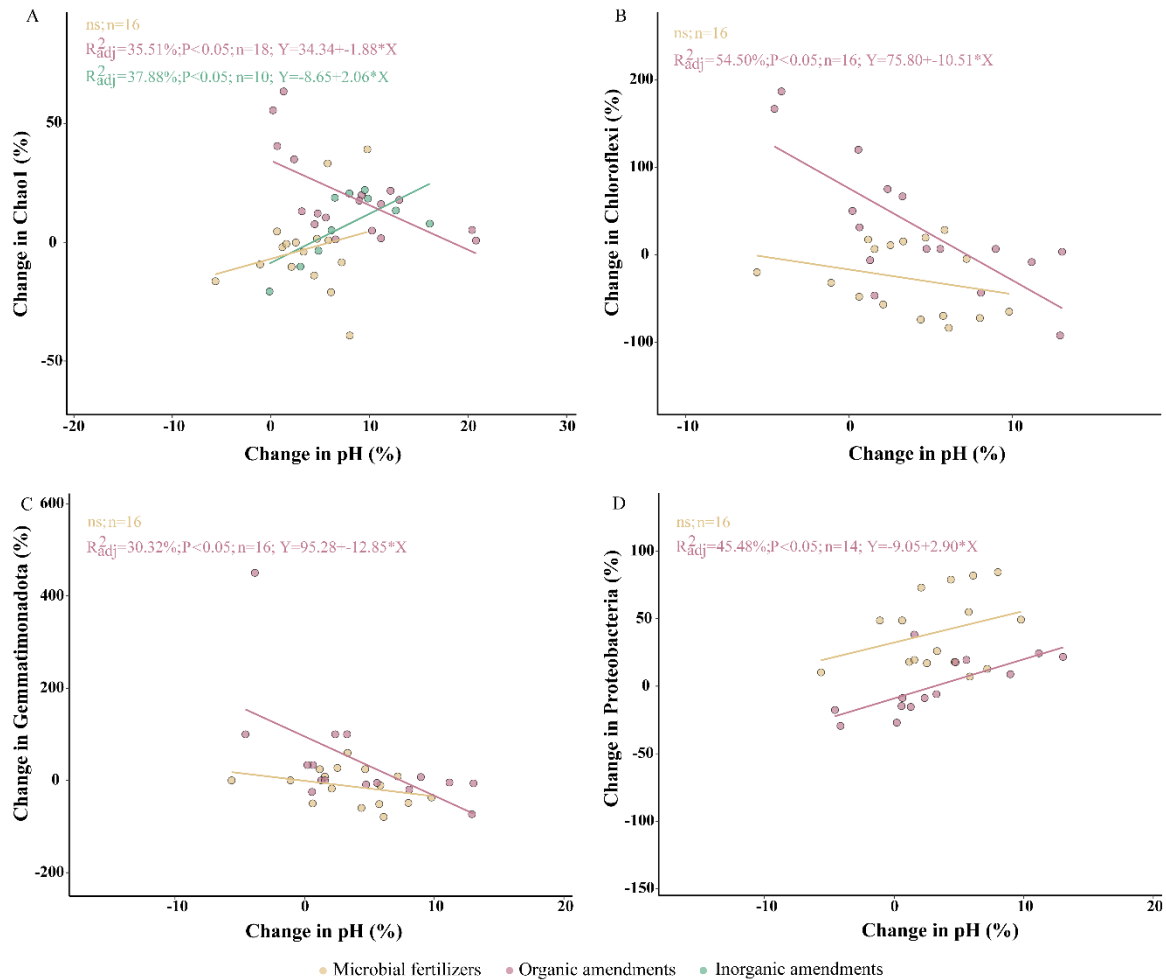 A
ns;n=16
R²adj=35.51%;P<0.05;n=18; Y=34.34+-1.88*X
R²adj=37.88%;P<0.05;n=10; Y=-8.65+2.06*X
Change in Chao1 (%)
50
0
-50
-20
0
10
20
30
Change in pH (%)
B
ns;n=16
R²adj=54.50%;P<0.05;n=16; Y=75.80+-10.51*X
Change in Chloroflexi (%)
200
100
0
-100
-10
0
10
Change in pH (%)
C
ns;n=16
R²adj=30.32%;P<0.05;n=16; Y=95.28+-12.85*X
Change in Gemmatimonadota (%)
600
400
200
0
-200
-10
0
10
20
Change in pH (%)
D
ns;n=16
R²adj=45.48%;P<0.05;n=14; Y=-9.05+2.90*X
Change in Proteobacteria (%)
100
50
0
-50
-100
-150
-10
0
10
20
Change in pH (%)
Microbial fertilizers
Organic amendments
Inorganic amendments